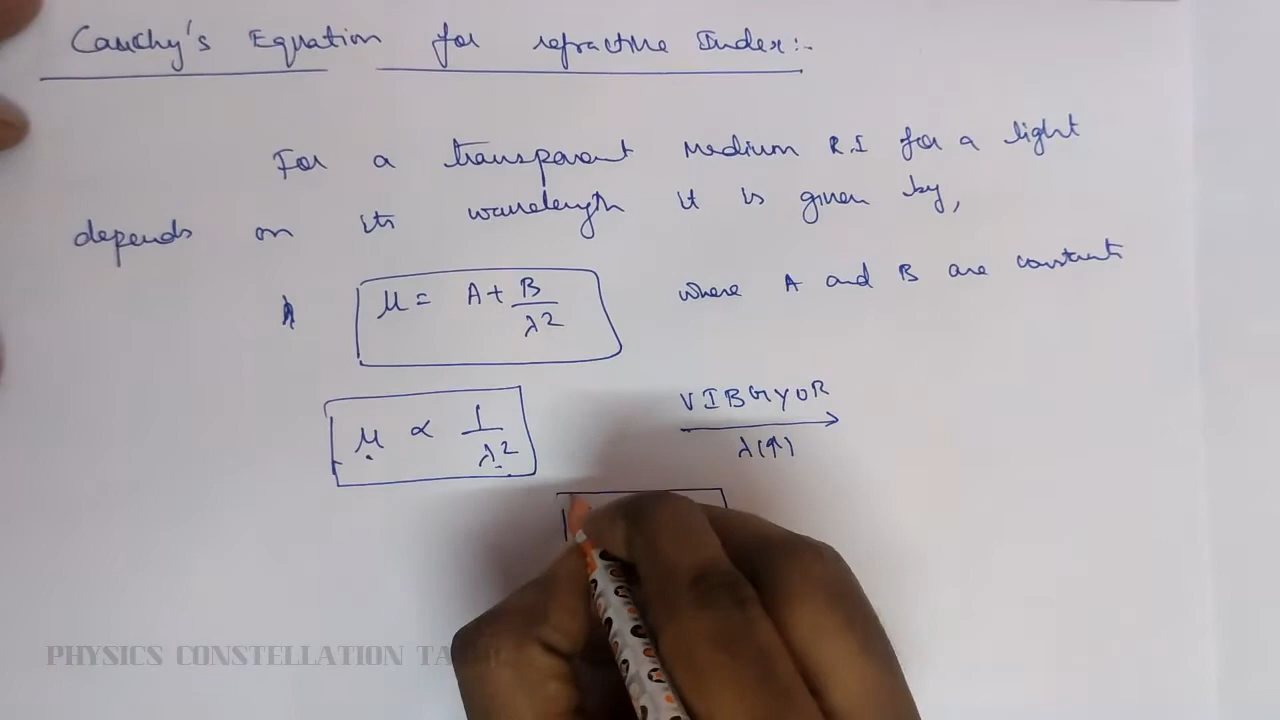 Cauchy's Equation for refractive Index:-
For a transparent medium R.I for a light
depends on its wavelength it is given by,
μ = A + B/λ² where A and B are constants
μ ∝ 1/λ² VIBGYOR
λ(↑)
PHYSICS CONSTELLATION